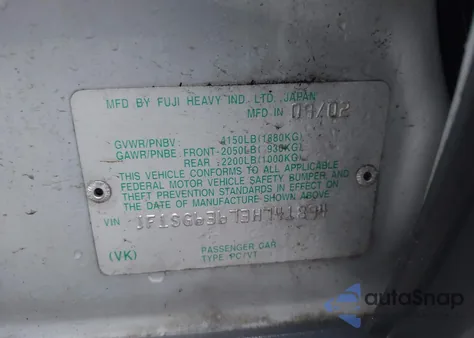 MFD BY FUJI HEAVY IND. LTD. JAPAN
MFD IN 08/02
GVWR/PNBV : 4150LB(1880KG)
GAWR/PNBE : FRONT-2050LB(930KG)
REAR -2200LB(1000KG)
THIS VEHICLE CONFORMS TO ALL APPLICABLE
FEDERAL MOTOR VEHICLE SAFETY BUMPER AND
THEFT PREVENTION STANDARDS IN EFFECT ON
THE DATE OF MANUFACTURE SHOWN ABOVE.
VIN
(VK)
PASSENGER CAR
TYPE PC/VT
autoSnap